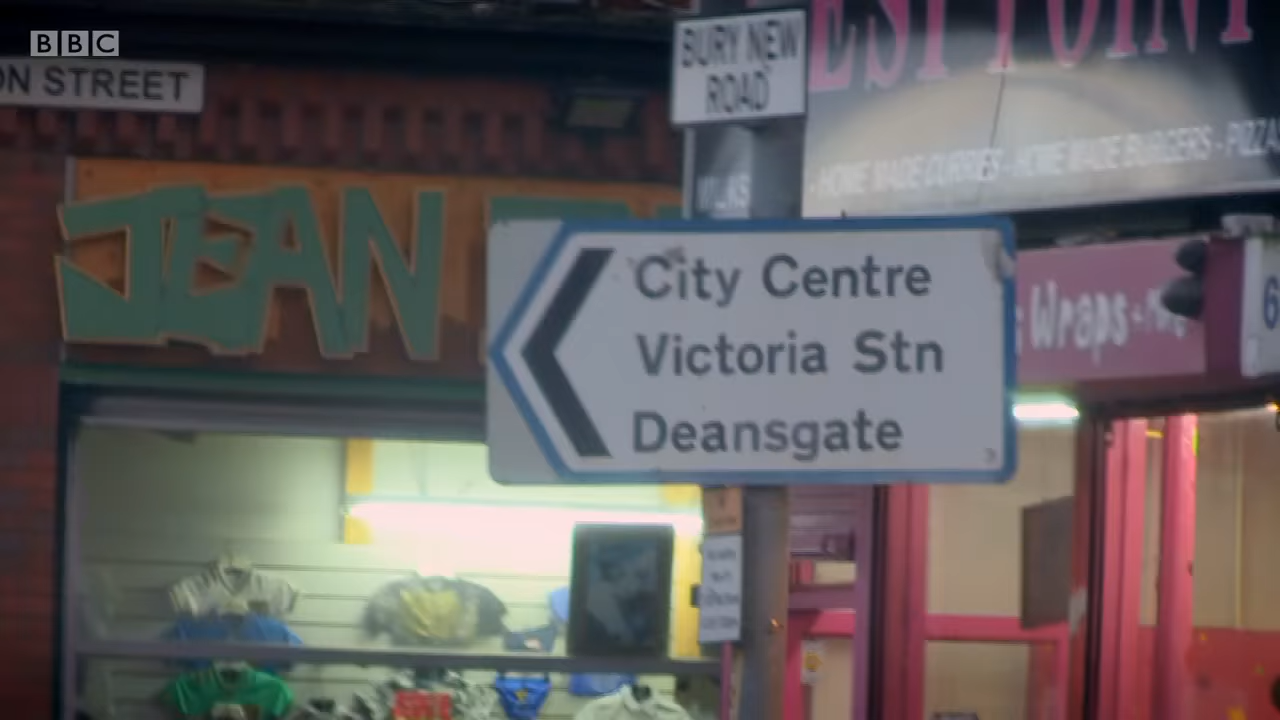 BBC
ON STREET
BURY NEW
ROAD
HOME MADE CURRIES - HOME MADE BURGERS - PIZZA
JEAN
City Centre
Victoria Stn
Deansgate
Wraps
6